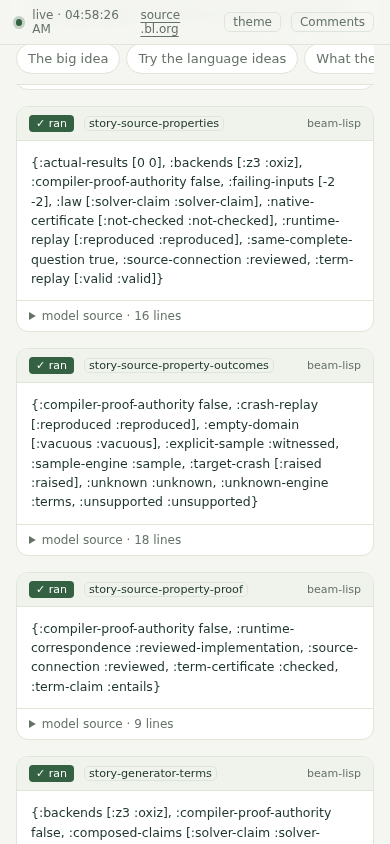 live · 04:58:26 AM
source .bl.org
theme
Comments
The big idea
Try the language ideas
What the
✓ ran story-source-properties beam-lisp
{:actual-results [0 0], :backends [:z3 :oxiz],
:compiler-proof-authority false, :failing-inputs [-2
-2], :law [:solver-claim :solver-claim], :native-
certificate [:not-checked :not-checked], :runtime-
replay [:reproduced :reproduced], :same-complete-
question true, :source-connection :reviewed, :term-
replay [:valid :valid]}
▶ model source · 16 lines
✓ ran story-source-property-outcomes beam-lisp
{:compiler-proof-authority false, :crash-replay
[:reproduced :reproduced], :empty-domain
[:vacuous :vacuous], :explicit-sample :witnessed,
:sample-engine :sample, :target-crash [:raised
:raised], :unknown :unknown, :unknown-engine
:terms, :unsupported :unsupported}
▶ model source · 18 lines
✓ ran story-source-property-proof beam-lisp
{:compiler-proof-authority false, :runtime-
correspondence :reviewed-implementation, :source-
connection :reviewed, :term-certificate :checked,
:term-claim :entails}
▶ model source · 9 lines
✓ ran story-generator-terms beam-lisp
{:backends [:z3 :oxiz], :compiler-proof-authority
false, :composed-claims [:solver-claim :solver-